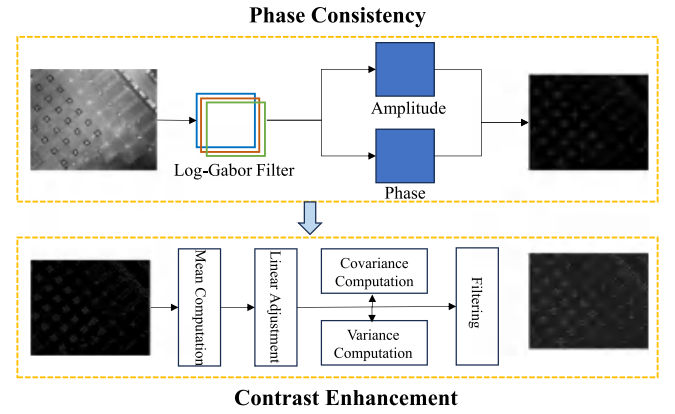 Phase Consistency
Amplitude
Log-Gabor Filter
Phase
Mean Computation
Linear Adjustment
Covariance
Computation
Variance
Computation
Filtering
Contrast Enhancement